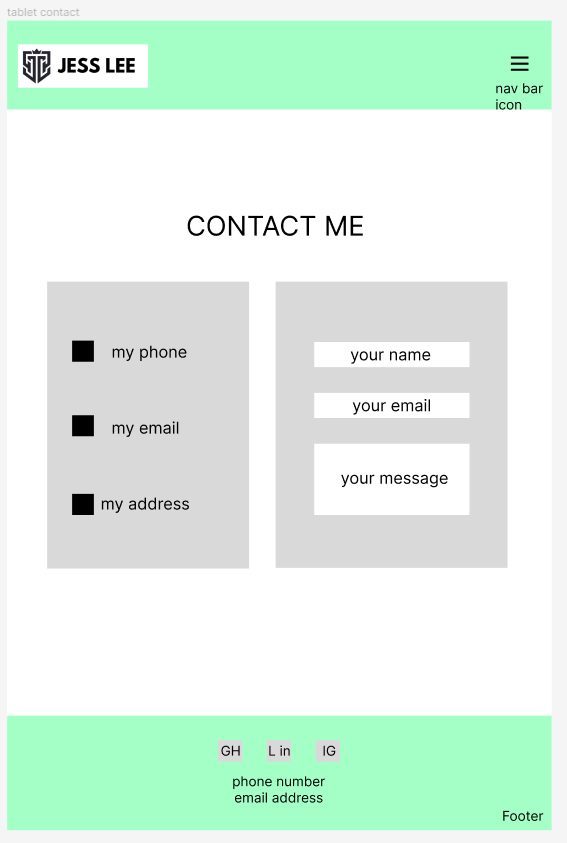 tablet contact
JESS LEE
nav bar
icon
CONTACT ME
my phone
my email
my address
your name
your email
your message
GH
L in
IG
phone number
email address
Footer